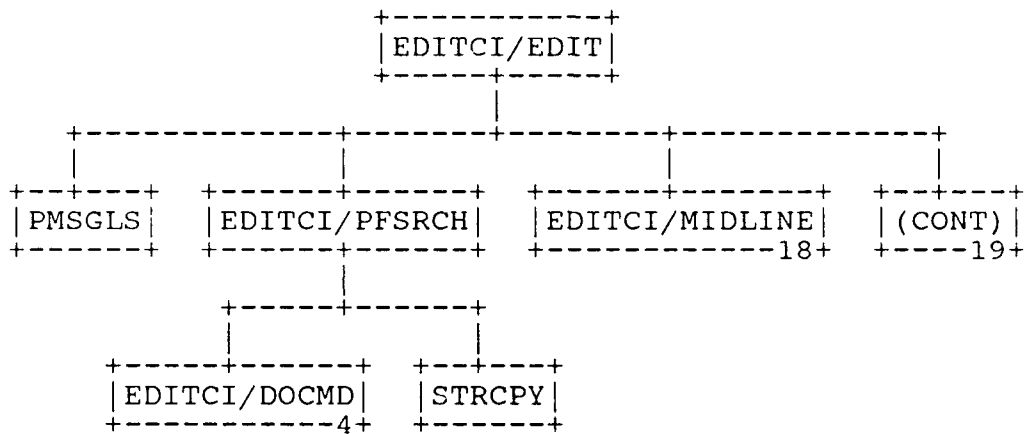 EDITCI/EDIT
PMSGLS EDITCI/PFSRCH EDITCI/MIDLINE (CONT)
18 19
EDITCI/DOCMD STRCPY
4